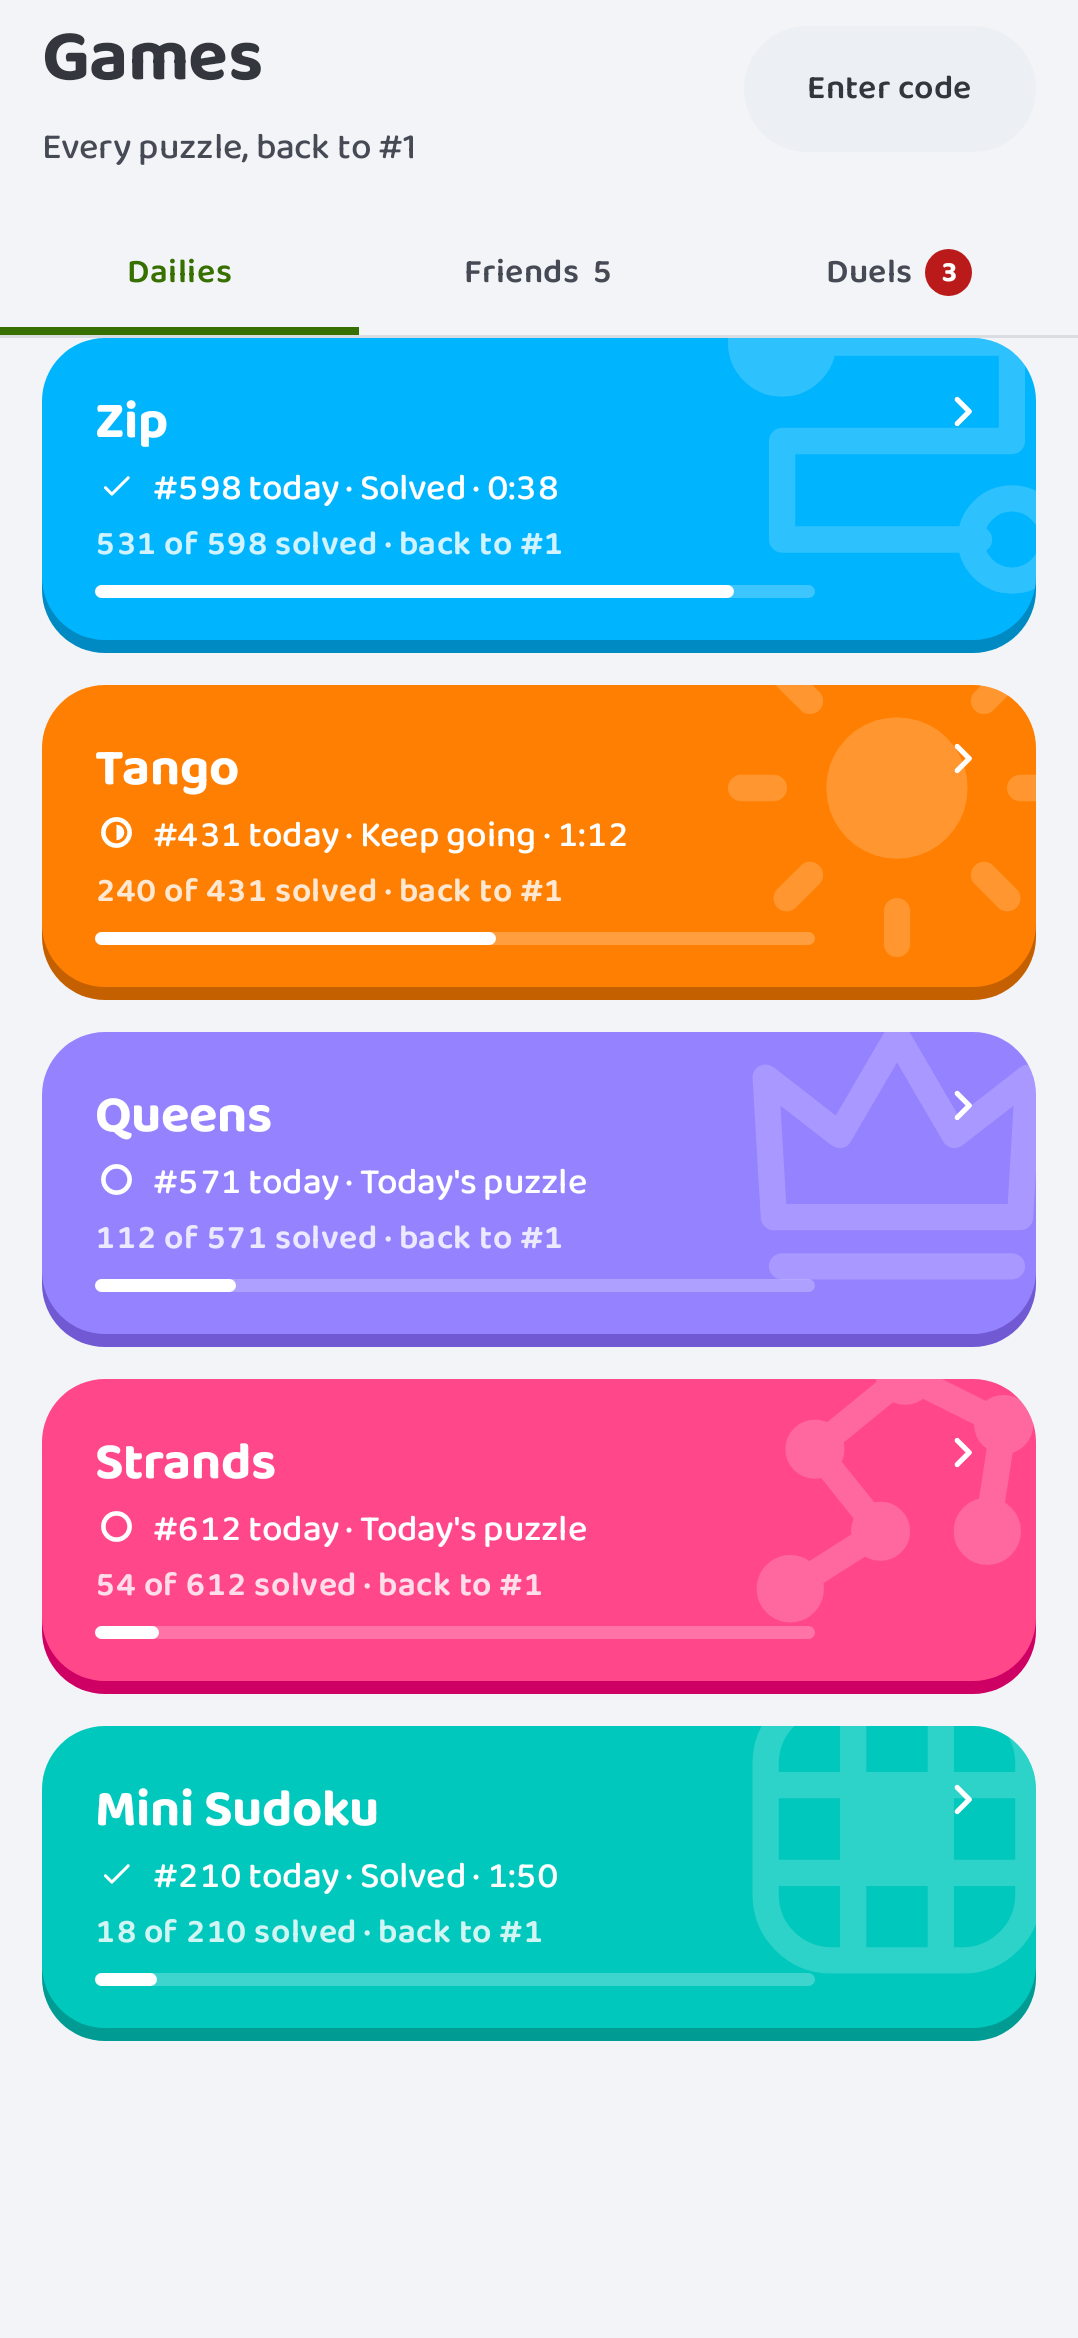 Games
Enter code
Every puzzle, back to #1
Dailies
Friends 5
Duels 3
Zip
#598 today · Solved · 0:38
531 of 598 solved · back to #1
Tango
#431 today · Keep going · 1:12
240 of 431 solved · back to #1
Queens
#571 today · Today's puzzle
112 of 571 solved · back to #1
Strands
#612 today · Today's puzzle
54 of 612 solved · back to #1
Mini Sudoku
#210 today · Solved · 1:50
18 of 210 solved · back to #1